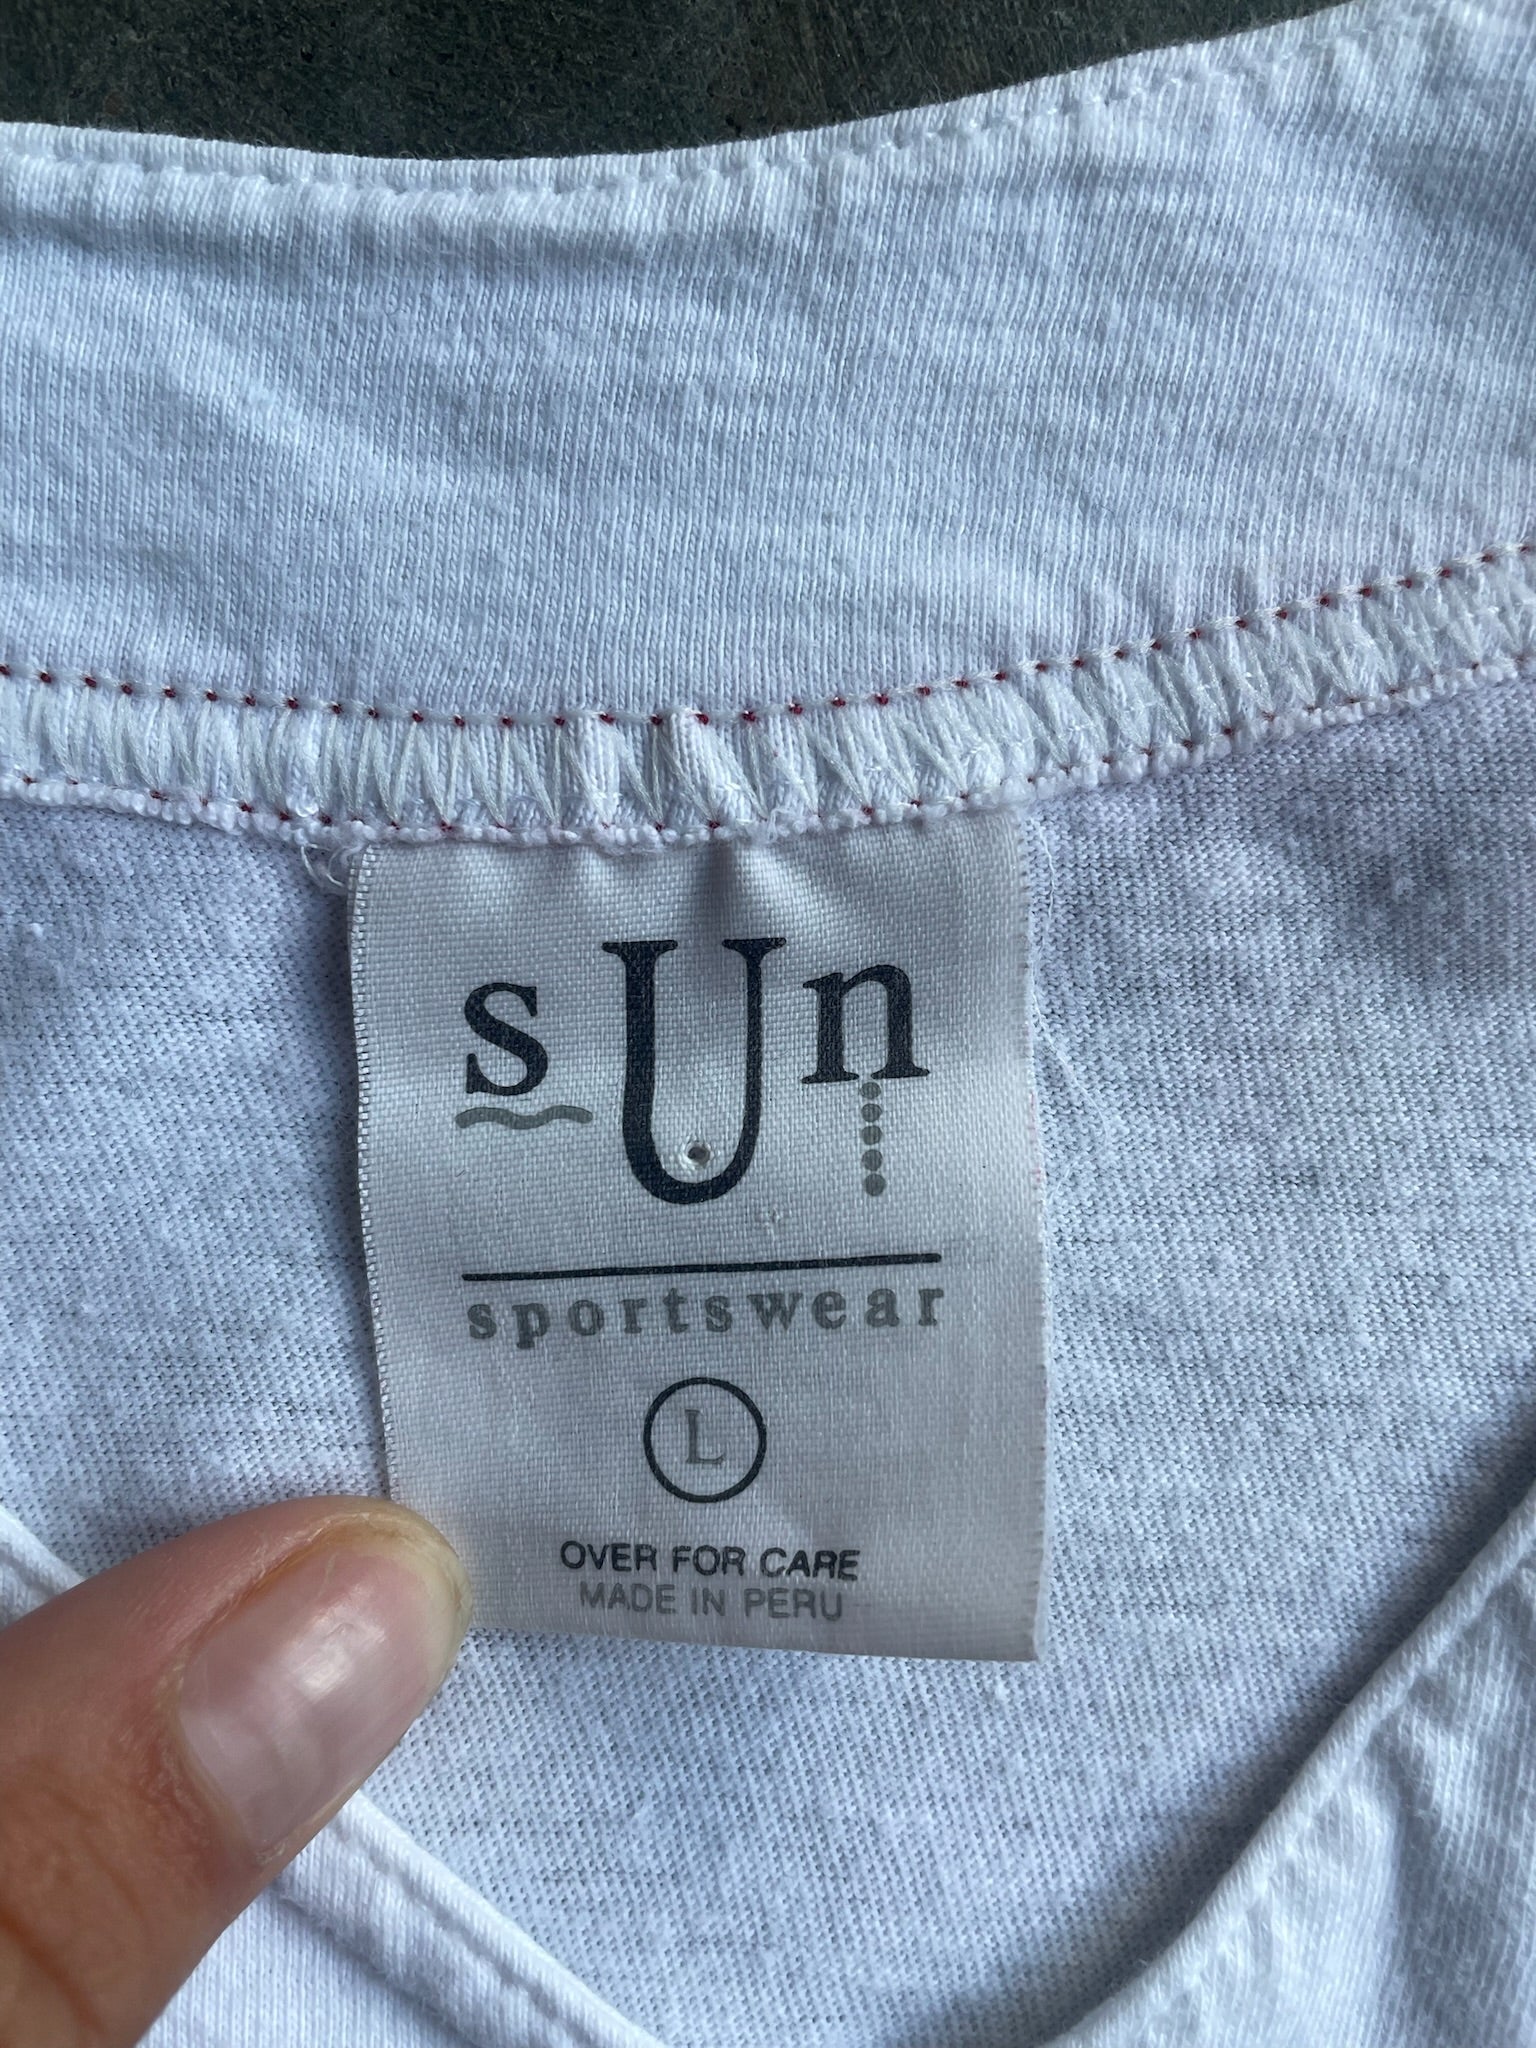 sUn
sportswear
L
OVER FOR CARE
MADE IN PERU